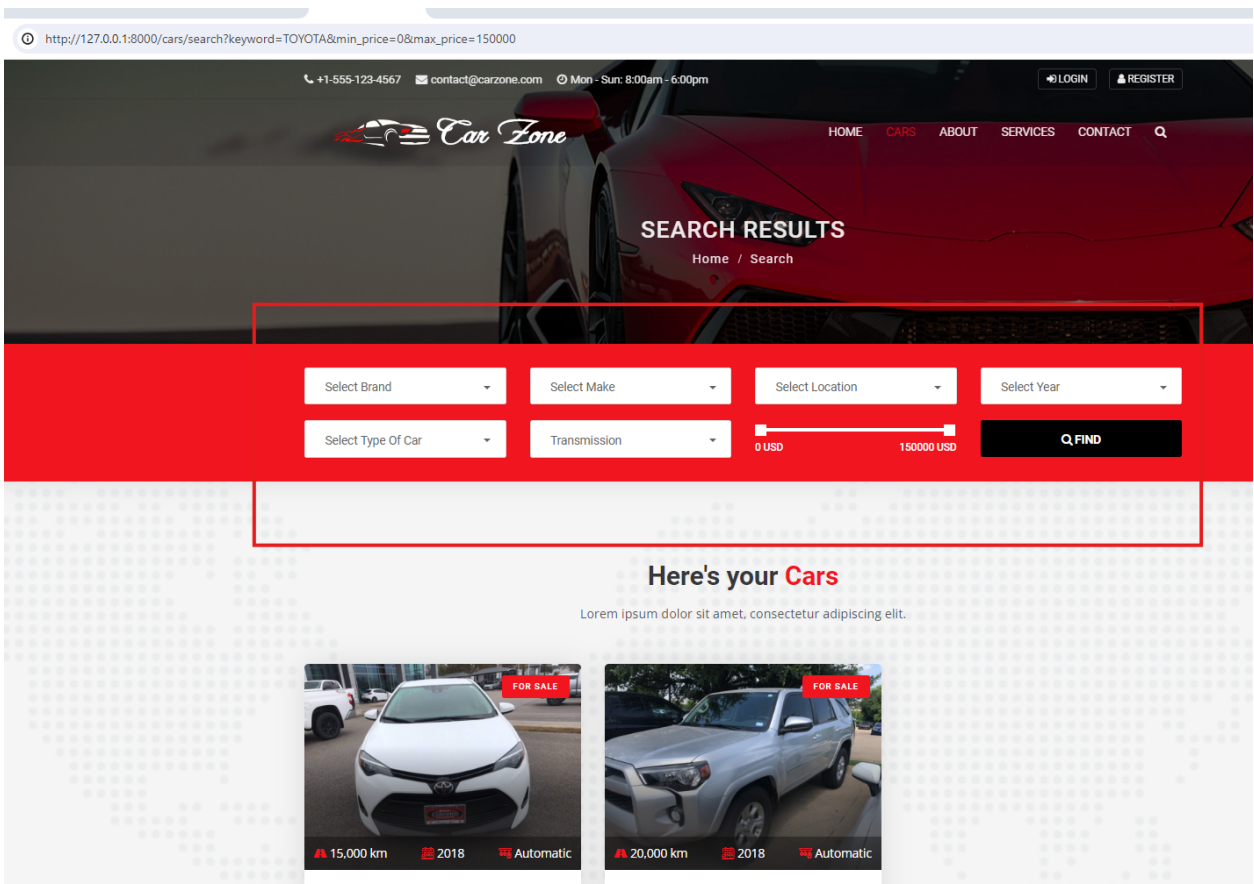 http://127.0.0.1:8000/cars/search?keyword=TOYOTA&min_price=0&max_price=150000
+1-555-123-4567 contact@carzone.com Mon - Sun: 8:00am - 6:00pm LOGIN REGISTER
Car Zone HOME CARS ABOUT SERVICES CONTACT
SEARCH RESULTS
Home / Search
Select Brand Select Make Select Location Select Year
Select Type Of Car Transmission 0 USD 150000 USD FIND
Here's your Cars
Lorem ipsum dolor sit amet, consectetur adipiscing elit.
FOR SALE FOR SALE
15,000 km 2018 Automatic 20,000 km 2018 Automatic